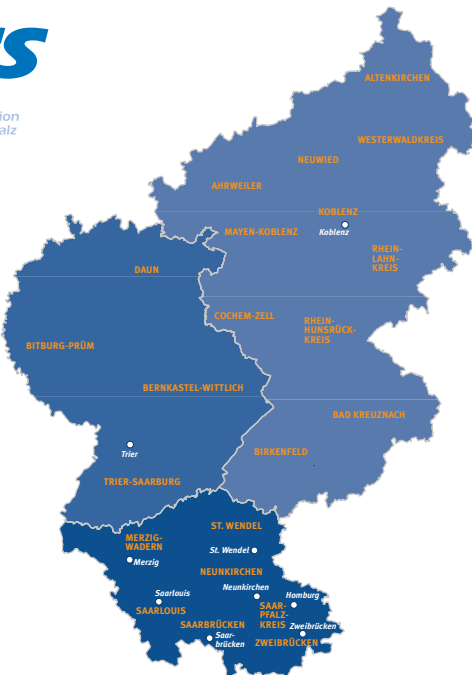 ion
alz
ALTENKIRCHEN
WESTERWALDKREIS
NEUWIED
AHRWEILER
KOBLENZ
Koblenz
MAYEN-KOBLENZ
RHEIN-
LAHN-
KREIS
DAUN
COCHEM-ZELL
RHEIN-
HUNSRÜCK-
KREIS
BITBURG-PRÜM
BERNKASTEL-WITTLICH
BAD KREUZNACH
Trier
BIRKENFELD
TRIER-SAARBURG
ST. WENDEL
MERZIG-
WADERN
St. Wendel
Merzig
NEUNKIRCHEN
Neunkirchen
Saarlouis
Homburg
SAARLOUIS
SAAR-
PFALZ-
KREIS
SAARBRÜCKEN
Zweibrücken
Saar-
brücken
ZWEIBRÜCKEN